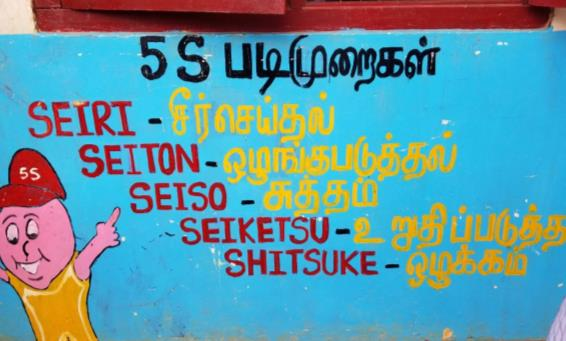 5S படிமுறைகள்
SEIRI - சீர்செய்தல்
SEITON - ஒழுங்குபடுத்தல்
SEISO - சுத்தம்
SEIKETSU - உறுதிப்படுத்த
SHITSUKE - ஒழுக்கம்
5S